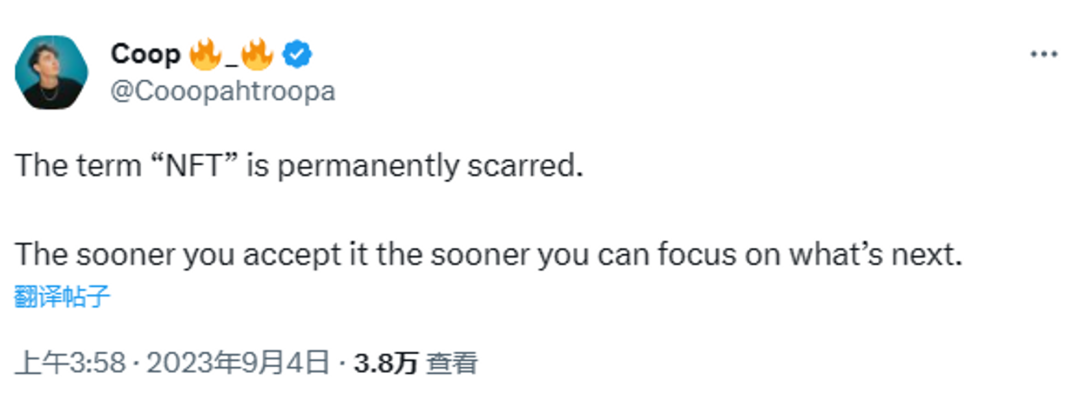 Coop 🔥_🔥
@Cooopahtroopa
The term “NFT” is permanently scarred.
The sooner you accept it the sooner you can focus on what’s next.
翻译帖子
上午3:58 · 2023年9月4日 · 3.8万 查看